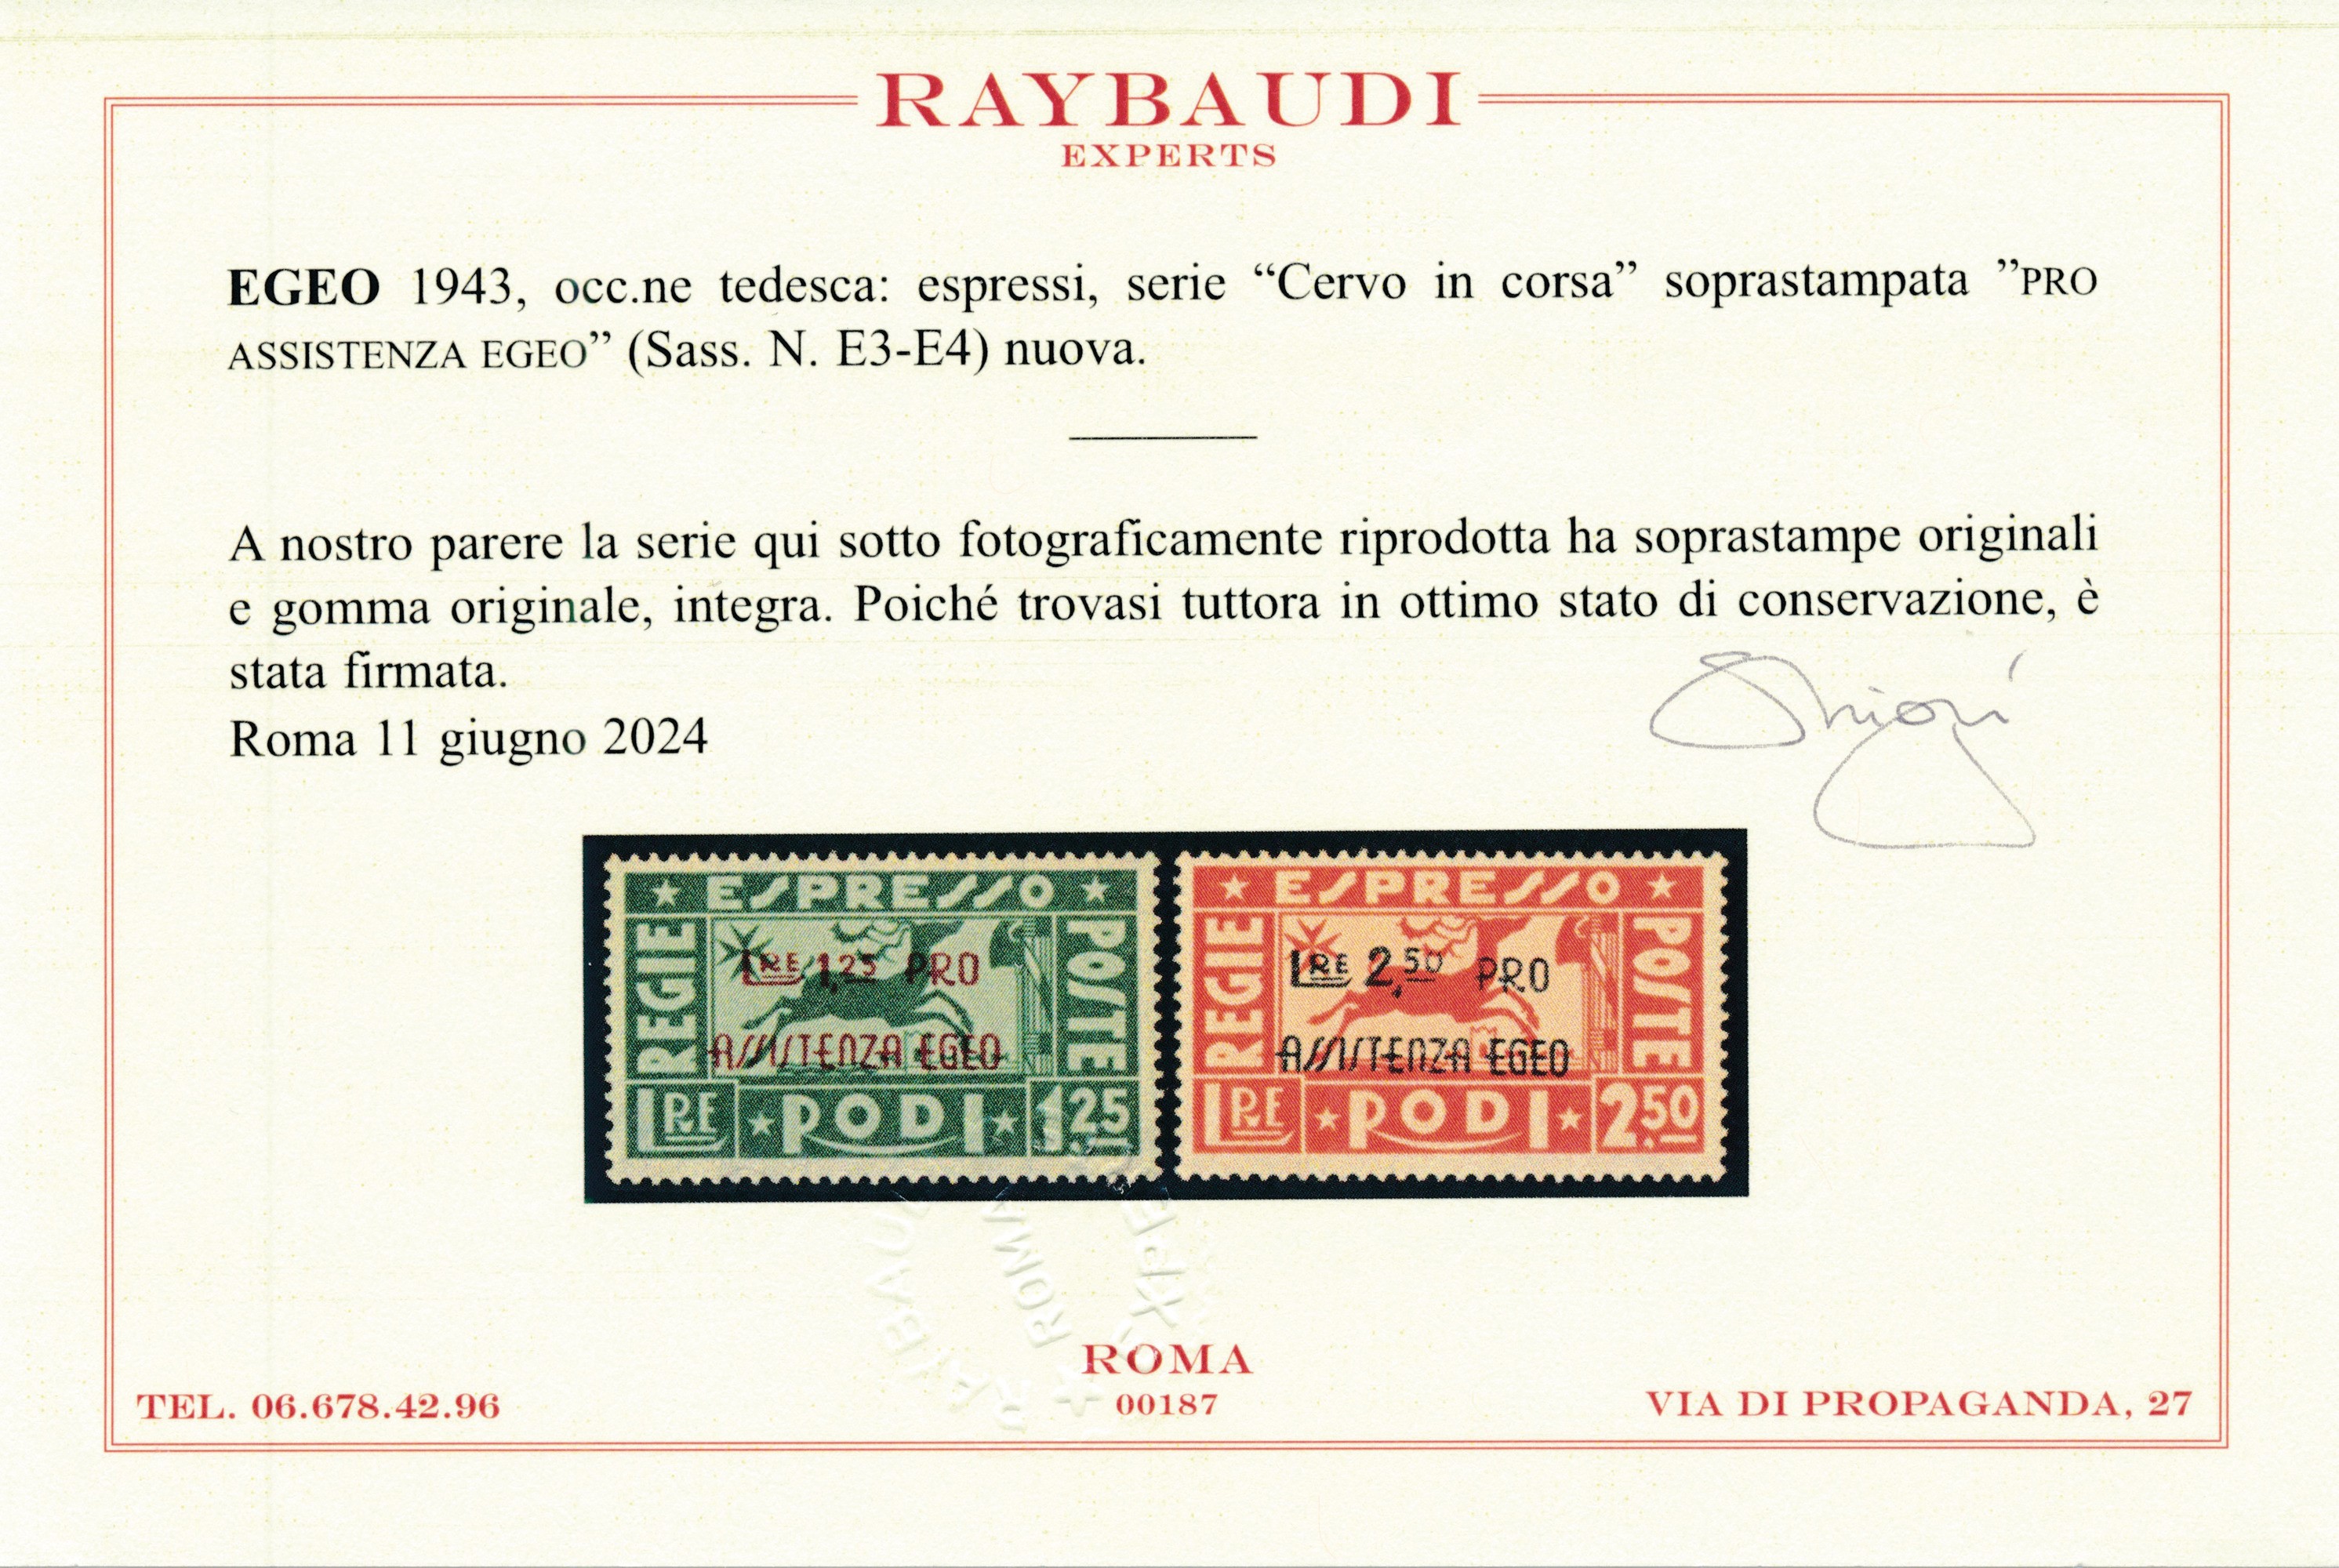 RAYBAUDI
EXPERTS
EGEO 1943, occ.ne tedesca: espressi, serie “Cervo in corsa” soprastampata ”PRO
ASSISTENZA EGEO” (Sass. N. E3-E4) nuova.
A nostro parere la serie qui sotto fotograficamente riprodotta ha soprastampe originali
e gomma originale, integra. Poiché trovasi tuttora in ottimo stato di conservazione, è
stata firmata.
Roma 11 giugno 2024
ESPRESSO
REGIE
POSTE
LRE 1,25 PRO
ASSISTENZA EGEO
LRE
RODI
1,25
ESPRESSO
REGIE
POSTE
LRE 2,50 PRO
ASSISTENZA EGEO
LRE
RODI
2,50
ROMA
TEL. 06.678.42.96
00187
VIA DI PROPAGANDA, 27